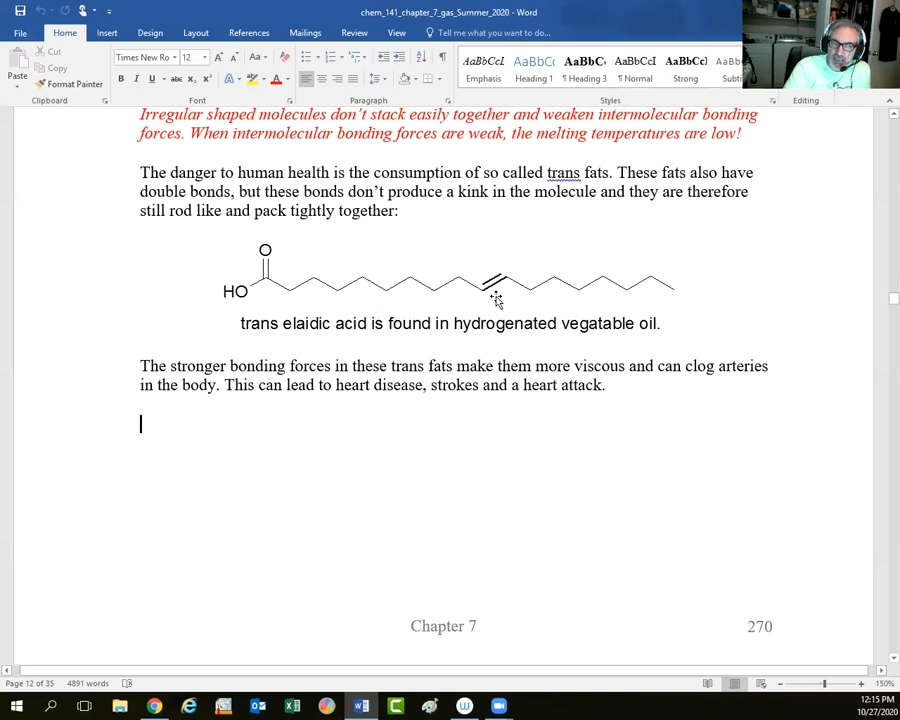 chem_141_chapter_7_gas_Summer_2020 - Word
File Home Insert Design Layout References Mailings Review View Tell me what you want to do...
Cut
Copy
Format Painter
Paste
Clipboard
Times New Ro 12
Font
Paragraph
AaBbCcI AaBbCc AaBbC AaBbCcI AaBbCcI AaBb
Emphasis Heading 1 Heading 3 ¶ Normal Strong Subti
Styles
Editing
Irregular shaped molecules don't stack easily together and weaken intermolecular bonding
forces. When intermolecular bonding forces are weak, the melting temperatures are low!
The danger to human health is the consumption of so called trans fats. These fats also have
double bonds, but these bonds don't produce a kink in the molecule and they are therefore
still rod like and pack tightly together:
O
HO
trans elaidic acid is found in hydrogenated vegatable oil.
The stronger bonding forces in these trans fats make them more viscous and can clog arteries
in the body. This can lead to heart disease, strokes and a heart attack.
Chapter 7 270
Page 12 of 35 4891 words 150%
12:15 PM
10/27/2020